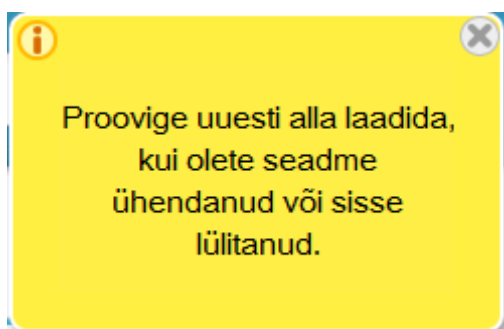 Proovige uuesti alla laadida,
kui olete seadme
ühendanud või sisse
lülitanud.